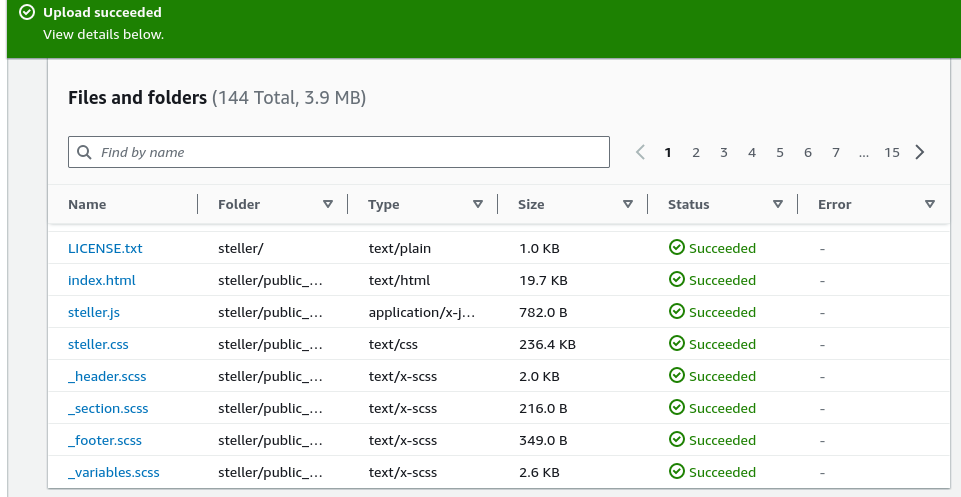 Upload succeeded
View details below.
Files and folders (144 Total, 3.9 MB)
Find by name
1 2 3 4 5 6 7 ... 15
Name Folder Type Size Status Error
LICENSE.txt steller/ text/plain 1.0 KB Succeeded -
index.html steller/public_... text/html 19.7 KB Succeeded -
steller.js steller/public_... application/x-j... 782.0 B Succeeded -
steller.css steller/public_... text/css 236.4 KB Succeeded -
_header.scss steller/public_... text/x-scss 2.0 KB Succeeded -
_section.scss steller/public_... text/x-scss 216.0 B Succeeded -
_footer.scss steller/public_... text/x-scss 349.0 B Succeeded -
_variables.scss steller/public_... text/x-scss 2.6 KB Succeeded -